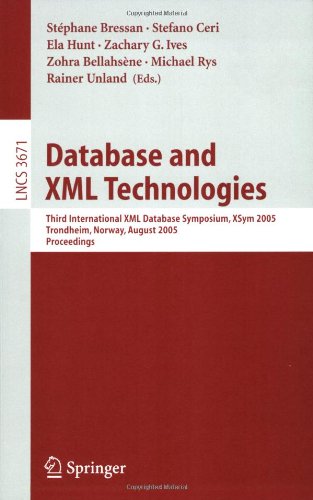 Stéphane Bressan · Stefano Ceri
Ela Hunt · Zachary G. Ives
Zohra Bellahsène · Michael Rys
Rainer Unland (Eds.)
LNCS 3671
Database and
XML Technologies
Third International XML Database Symposium, XSym 2005
Trondheim, Norway, August 2005
Proceedings
Springer